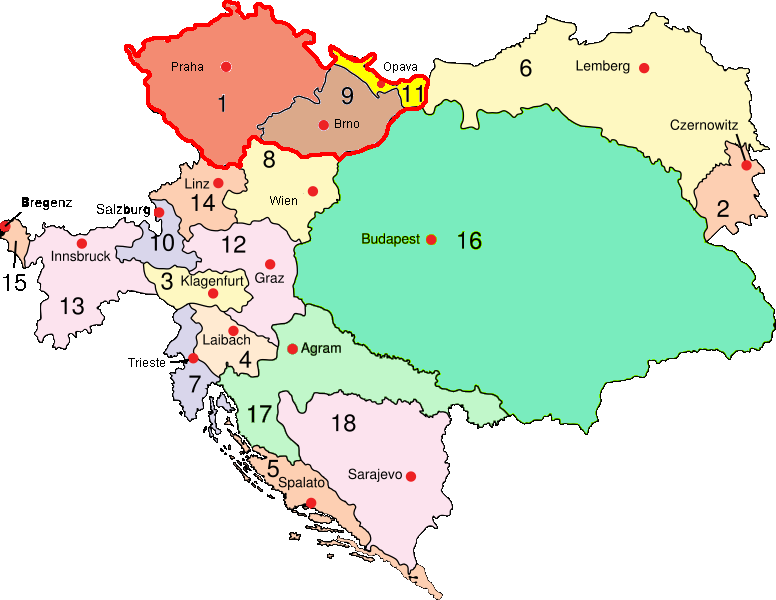 Praha
1
Opava
11
9
Brno
6
Lemberg
Czernowitz
2
8
Wien
Linz
14
Bregenz
15
Salzburg
10
Innsbruck
13
12
Graz
3
Klagenfurt
Budapest
16
Laibach
4
Trieste
7
Agram
17
18
Sarajevo
5
Spalato